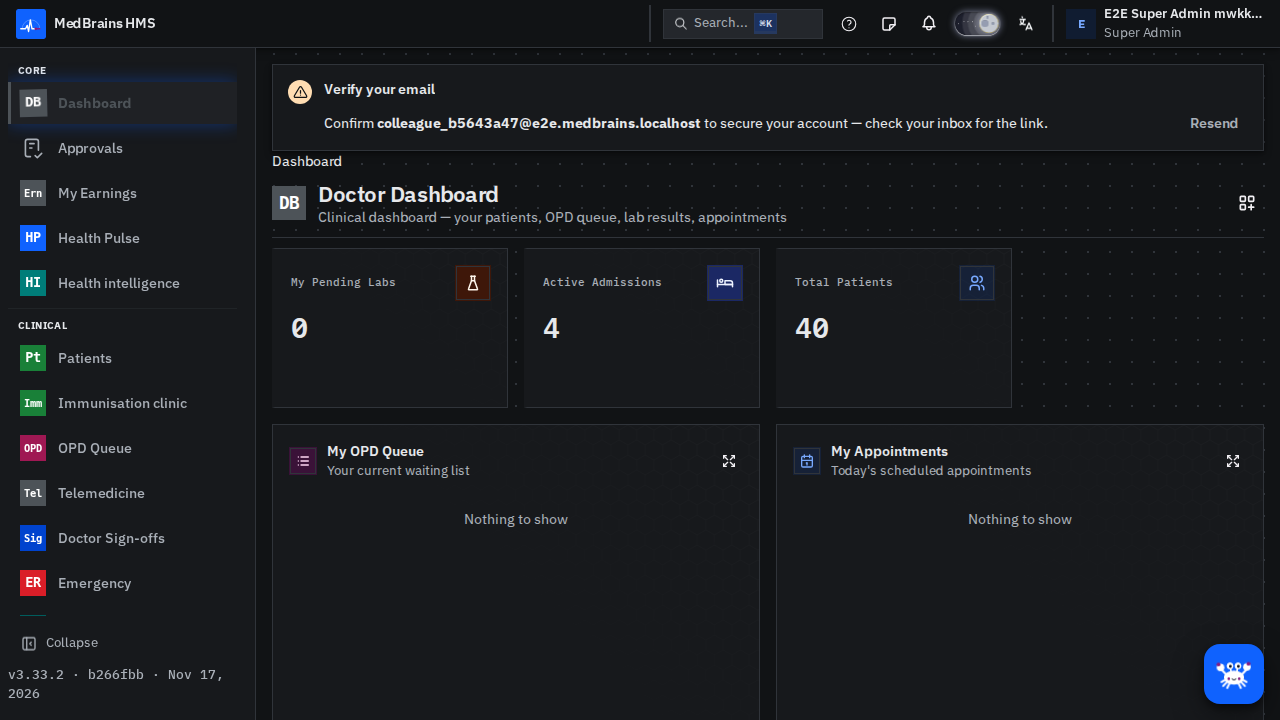 MedBrains HMS
Search... ⌘K
E
E2E Super Admin mwkk...
Super Admin
CORE
DB Dashboard
Approvals
Ern My Earnings
HP Health Pulse
HI Health intelligence
CLINICAL
Pt Patients
Imm Immunisation clinic
OPD OPD Queue
Tel Telemedicine
Sig Doctor Sign-offs
ER Emergency
Collapse
v3.33.2 · b266fbb · Nov 17,
2026
Verify your email
Confirm colleague_b5643a47@e2e.medbrains.localhost to secure your account — check your inbox for the link.
Resend
Dashboard
DB Doctor Dashboard
Clinical dashboard — your patients, OPD queue, lab results, appointments
My Pending Labs
0
Active Admissions
4
Total Patients
40
My OPD Queue
Your current waiting list
Nothing to show
My Appointments
Today's scheduled appointments
Nothing to show